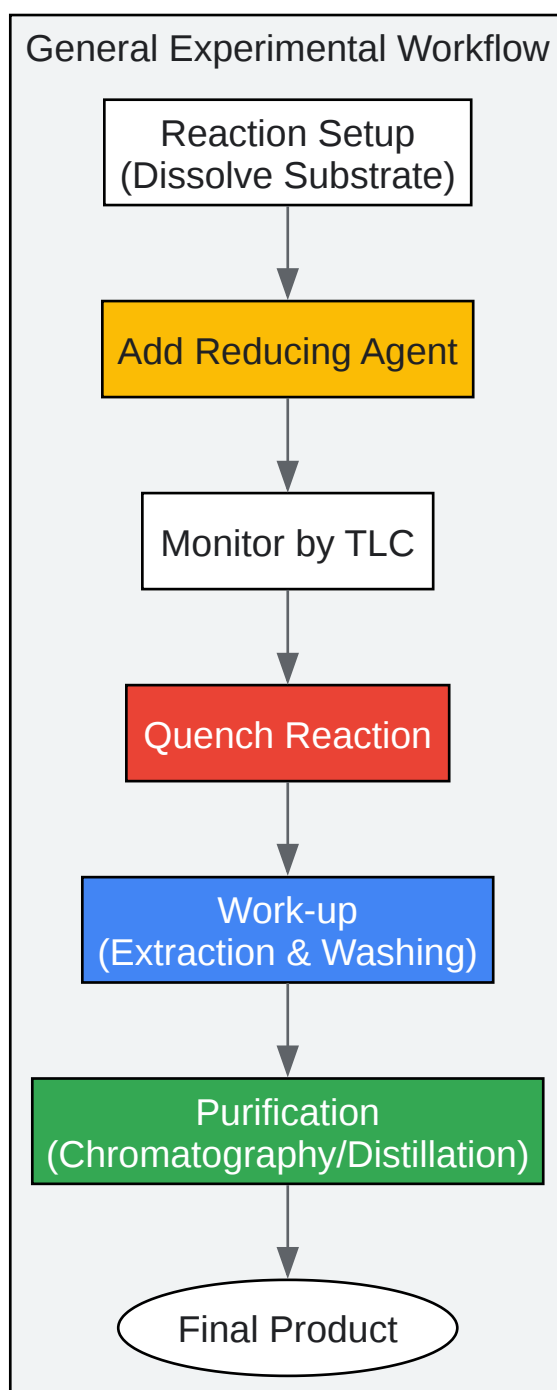 General Experimental Workflow
Reaction Setup
(Dissolve Substrate)
Add Reducing Agent
Monitor by TLC
Quench Reaction
Work-up
(Extraction & Washing)
Purification
(Chromatography/Distillation)
Final Product